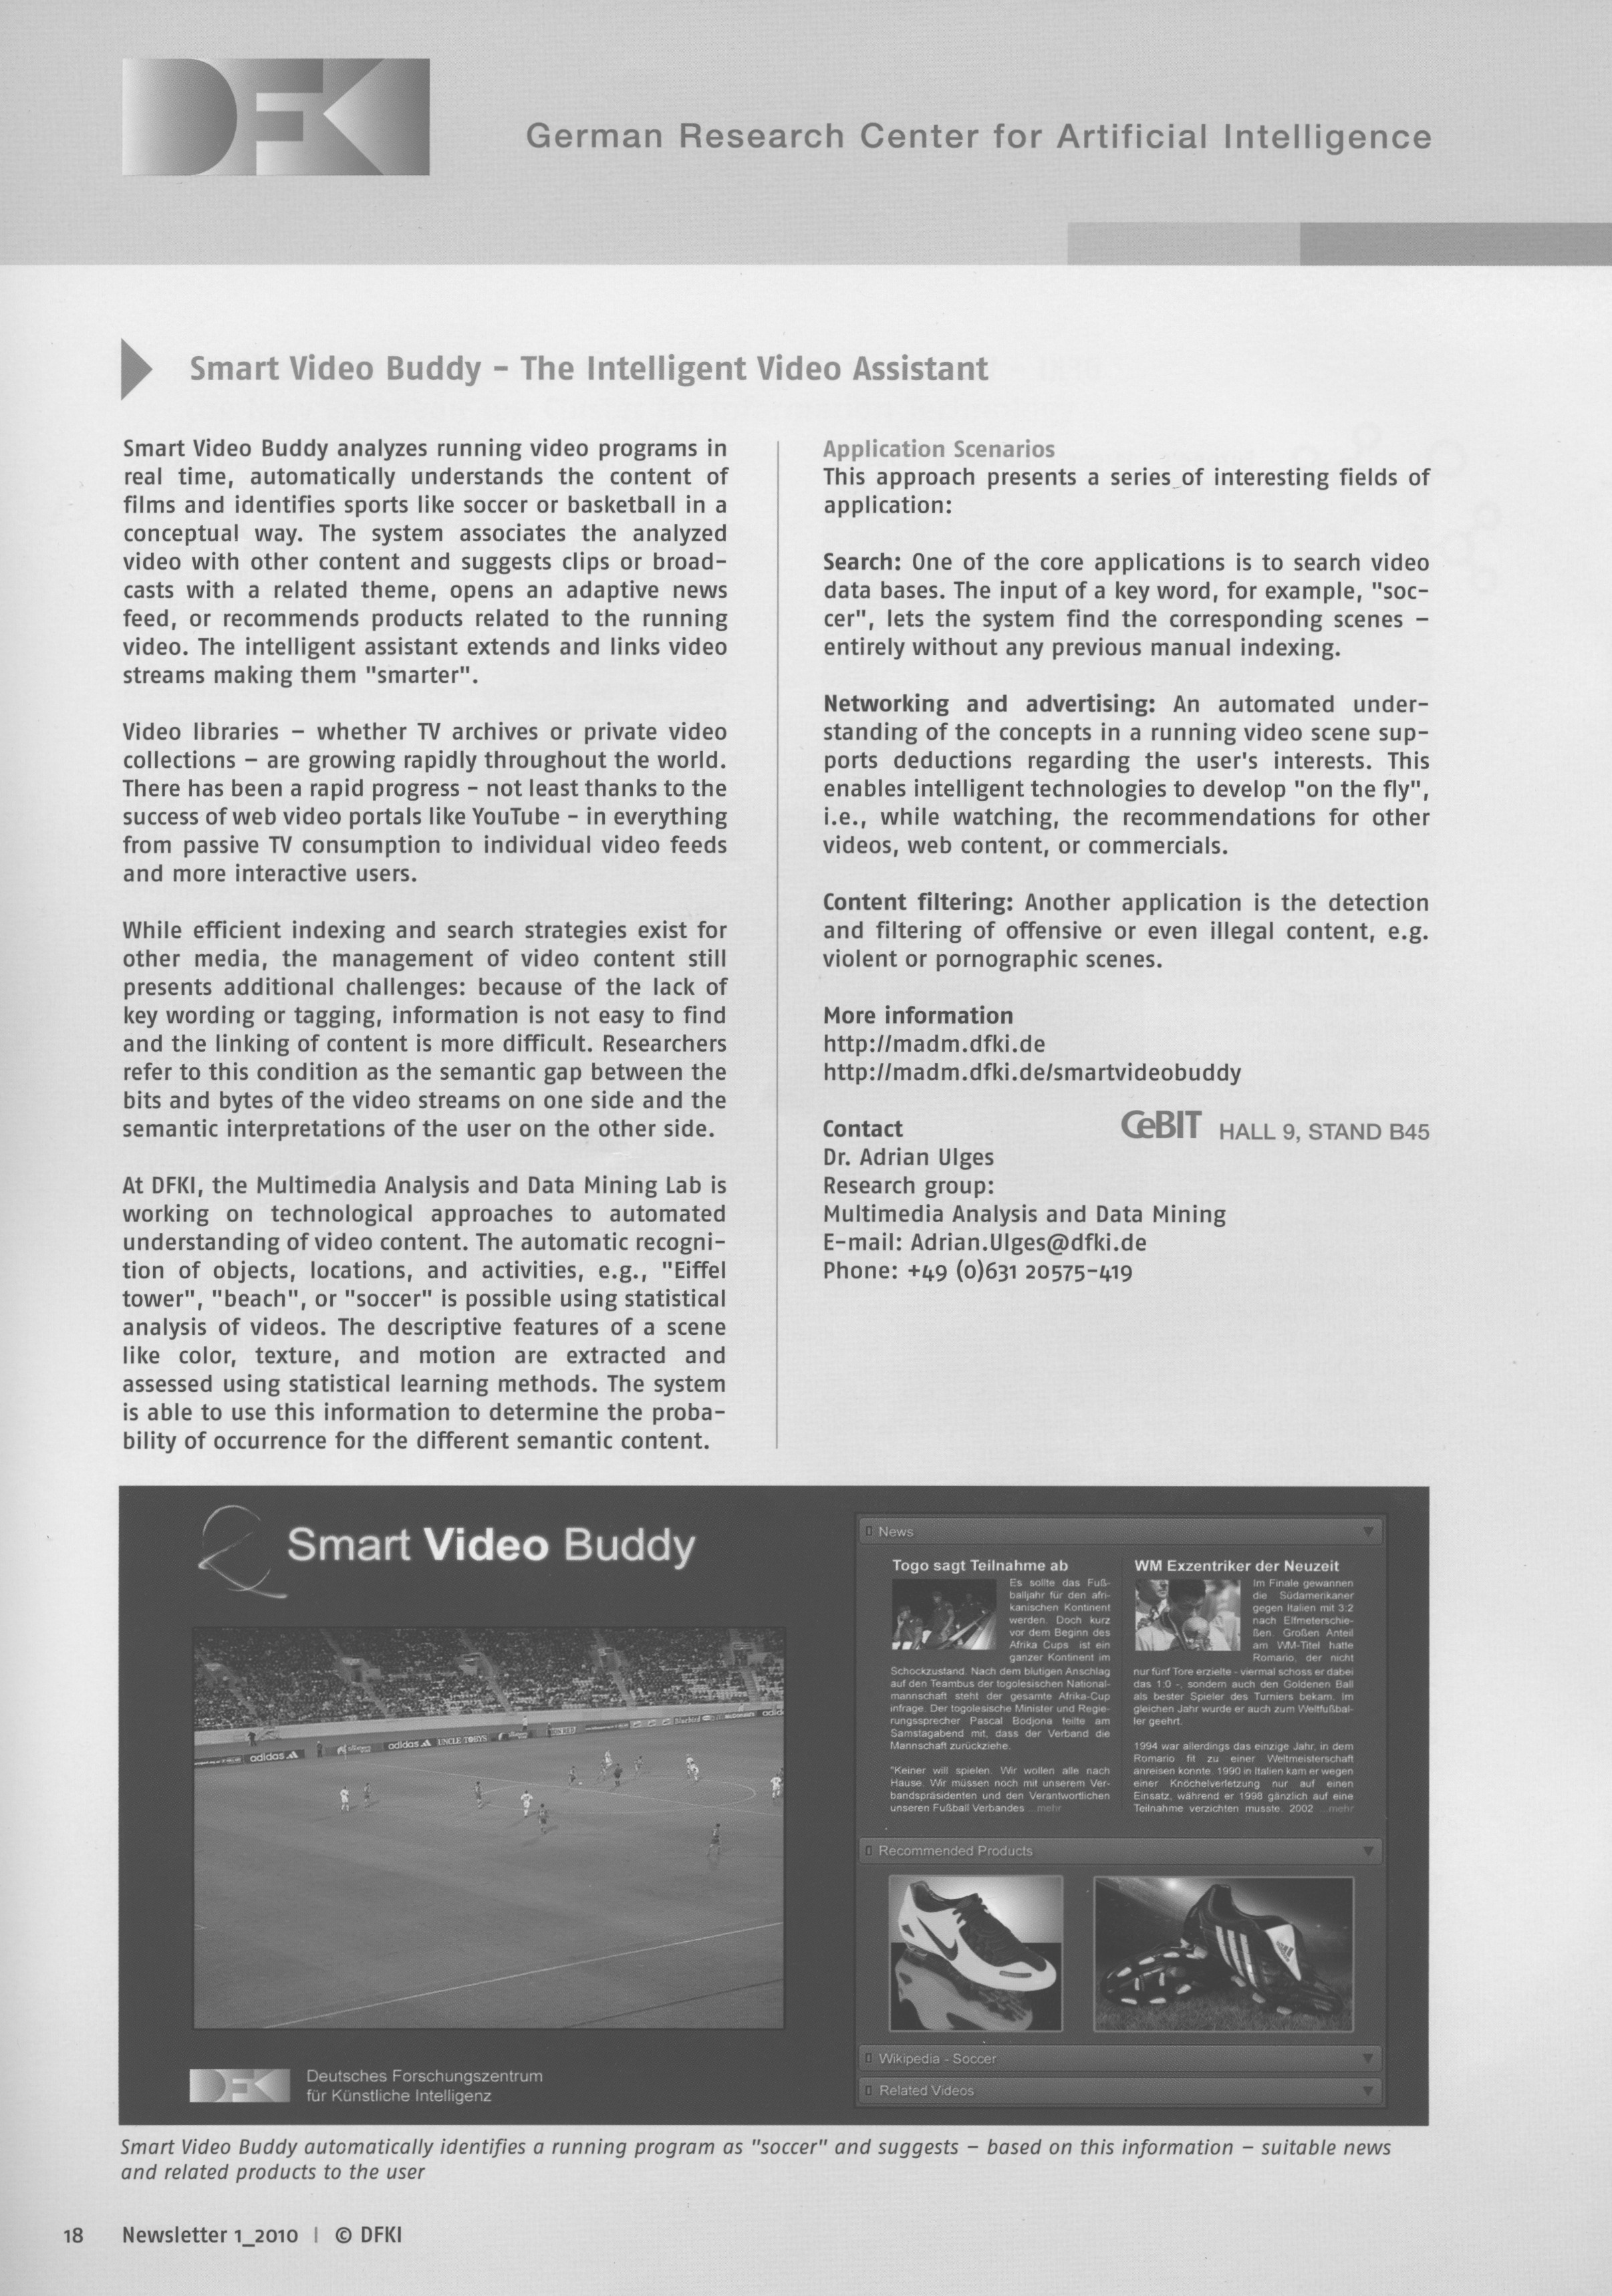 DFKI
German Research Center for Artificial Intelligence
Smart Video Buddy – The Intelligent Video Assistant
Smart Video Buddy analyzes running video programs in
real time, automatically understands the content of
films and identifies sports like soccer or basketball in a
conceptual way. The system associates the analyzed
video with other content and suggests clips or broad-
casts with a related theme, opens an adaptive news
feed, or recommends products related to the running
video. The intelligent assistant extends and links video
streams making them "smarter".
Video libraries – whether TV archives or private video
collections – are growing rapidly throughout the world.
There has been a rapid progress – not least thanks to the
success of web video portals like YouTube – in everything
from passive TV consumption to individual video feeds
and more interactive users.
While efficient indexing and search strategies exist for
other media, the management of video content still
presents additional challenges: because of the lack of
key wording or tagging, information is not easy to find
and the linking of content is more difficult. Researchers
refer to this condition as the semantic gap between the
bits and bytes of the video streams on one side and the
semantic interpretations of the user on the other side.
At DFKI, the Multimedia Analysis and Data Mining Lab is
working on technological approaches to automated
understanding of video content. The automatic recogni-
tion of objects, locations, and activities, e.g., "Eiffel
tower", "beach", or "soccer" is possible using statistical
analysis of videos. The descriptive features of a scene
like color, texture, and motion are extracted and
assessed using statistical learning methods. The system
is able to use this information to determine the proba-
bility of occurrence for the different semantic content.
Application Scenarios
This approach presents a series of interesting fields of
application:
Search: One of the core applications is to search video
data bases. The input of a key word, for example, "soc-
cer", lets the system find the corresponding scenes –
entirely without any previous manual indexing.
Networking and advertising: An automated under-
standing of the concepts in a running video scene sup-
ports deductions regarding the user's interests. This
enables intelligent technologies to develop "on the fly",
i.e., while watching, the recommendations for other
videos, web content, or commercials.
Content filtering: Another application is the detection
and filtering of offensive or even illegal content, e.g.
violent or pornographic scenes.
More information
http://madm.dfki.de
http://madm.dfki.de/smartvideobuddy
CeBIT HALL 9, STAND B45
Contact
Dr. Adrian Ulges
Research group:
Multimedia Analysis and Data Mining
E-mail: Adrian.Ulges@dfki.de
Phone: +49 (0)631 20575-419
Smart Video Buddy
adidas
adidas UNCLE TOBYS
DFKI
Deutsches Forschungszentrum
für Künstliche Intelligenz
News
Togo sagt Teilnahme ab
Es sollte das Fuß-
balljahr für den afri-
kanischen Kontinent
werden. Doch kurz
vor dem Beginn des
Afrika Cups ist ein
ganzer Kontinent im
Schockzustand. Nach dem blutigen Anschlag
auf den Teambus der togolesischen National-
mannschaft steht der gesamte Afrika-Cup
infrage. Der togolesische Minister und Regie-
rungssprecher Pascal Bodjona teilte am
Samstagabend mit, dass der Verband die
Mannschaft zurückziehe.
"Keiner will spielen. Wir wollen alle nach
Hause. Wir müssen noch mit unserem Ver-
bandspräsidenten und den Verantwortlichen
unseren Fußball Verbandes ...mehr
WM Exzentriker der Neuzeit
Im Finale gewannen
die Südamerikaner
gegen Italien mit 3:2
nach Elfmeterschie-
ßen. Großen Anteil
am WM-Titel hatte
Romario, der nicht
nur fünf Tore erzielte - viermal schoss er dabei
das 1:0 -, sondern auch den Goldenen Ball
als bester Spieler des Turniers bekam. Im
gleichen Jahr wurde er auch zum Weltfußbal-
ler geehrt.
1994 war allerdings das einzige Jahr, in dem
Romario fit zu einer Weltmeisterschaft
anreisen konnte. 1990 in Italien kam er wegen
einer Knöchelverletzung nur auf einen
Einsatz, während er 1998 gänzlich auf eine
Teilnahme verzichten musste. 2002 ...mehr
Recommended Products
Wikipedia - Soccer
Related Videos
Smart Video Buddy automatically identifies a running program as "soccer" and suggests – based on this information – suitable news
and related products to the user
18 Newsletter 1_2010 | © DFKI